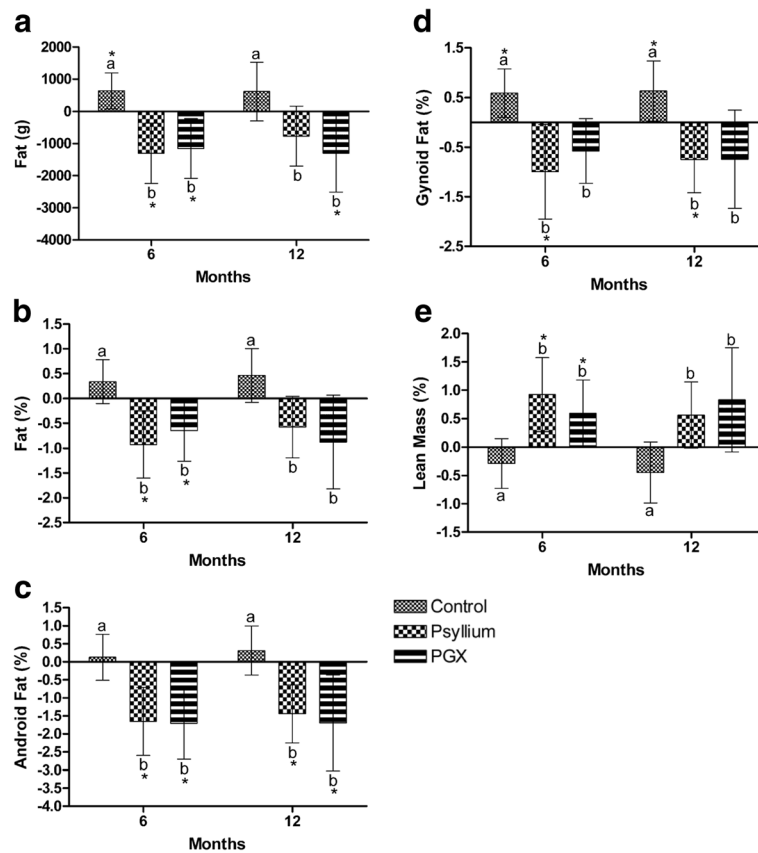 a
2000
1000
0
-1000
-2000
-3000
-4000
Fat (g)
*
a
b
*
b
*
a
b
b
*
6 12
Months
b
1.5
1.0
0.5
0.0
-0.5
-1.0
-1.5
-2.0
-2.5
Fat (%)
a
b
*
b
*
a
b
b
6 12
Months
c
1.5
1.0
0.5
0.0
-0.5
-1.0
-1.5
-2.0
-2.5
-3.0
-3.5
-4.0
Android Fat (%)
a
b
*
b
*
a
b
*
b
*
6 12
Months
d
1.5
0.5
-0.5
-1.5
-2.5
Gynoid Fat (%)
*
a
b
*
b
*
a
b
*
b
6 12
Months
e
2.0
1.5
1.0
0.5
0.0
-0.5
-1.0
-1.5
Lean Mass (%)
a
*
b
*
b
a
b
b
6 12
Months
Control
Psyllium
PGX